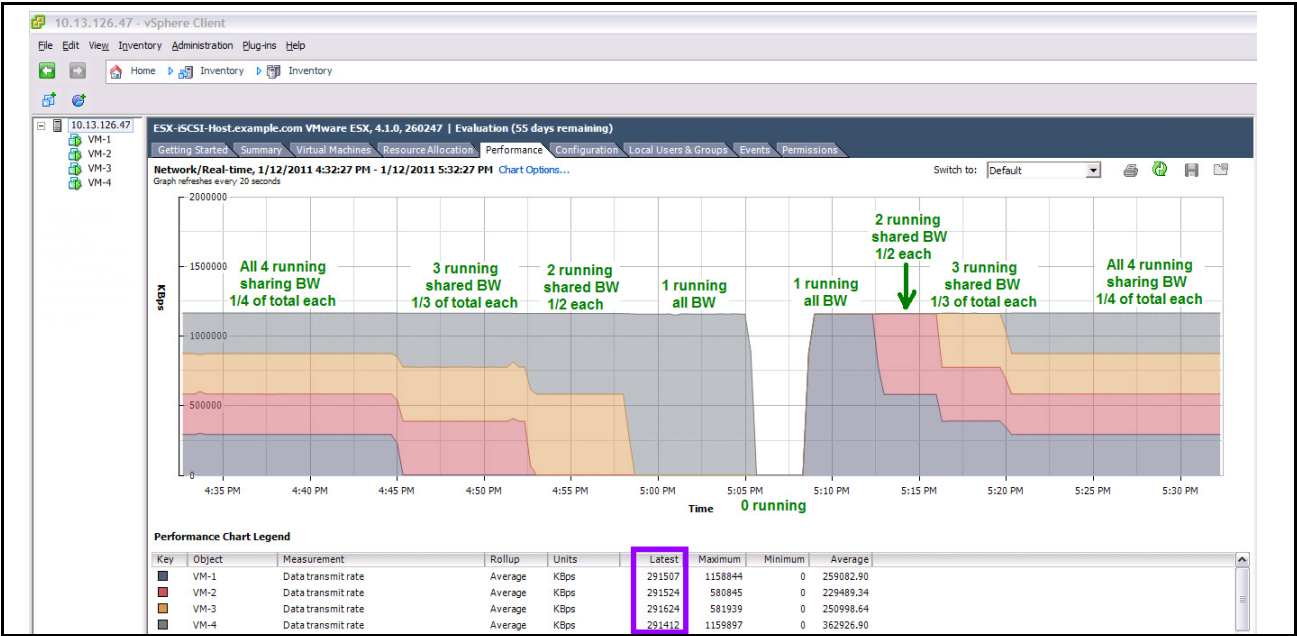 10.13.126.47 - vSphere Client
File Edit View Inventory Administration Plug-ins Help
Home Inventory Inventory
10.13.126.47
VM-1
VM-2
VM-3
VM-4
ESX-iSCSI-Host.example.com VMware ESX, 4.1.0, 260247 | Evaluation (55 days remaining)
Getting Started Summary Virtual Machines Resource Allocation Performance Configuration Local Users & Groups Events Permissions
Network/Real-time, 1/12/2011 4:32:27 PM - 1/12/2011 5:32:27 PM Chart Options...
Switch to: Default
Graph refreshes every 20 seconds
2000000
1500000
1000000
500000
0
KBps
All 4 running
sharing BW
1/4 of total each
3 running
shared BW
1/3 of total each
2 running
shared BW
1/2 each
1 running
all BW
1 running
all BW
2 running
shared BW
1/2 each
3 running
shared BW
1/3 of total each
All 4 running
sharing BW
1/4 of total each
4:35 PM 4:40 PM 4:45 PM 4:50 PM 4:55 PM 5:00 PM 5:05 PM 5:10 PM 5:15 PM 5:20 PM 5:25 PM 5:30 PM
Time
0 running
Performance Chart Legend
Key Object Measurement Rollup Units Latest Maximum Minimum Average
VM-1 Data transmit rate Average KBps 291507 1158844 0 259082.90
VM-2 Data transmit rate Average KBps 291524 580845 0 229489.34
VM-3 Data transmit rate Average KBps 291624 581939 0 250998.64
VM-4 Data transmit rate Average KBps 291412 1159897 0 362926.90